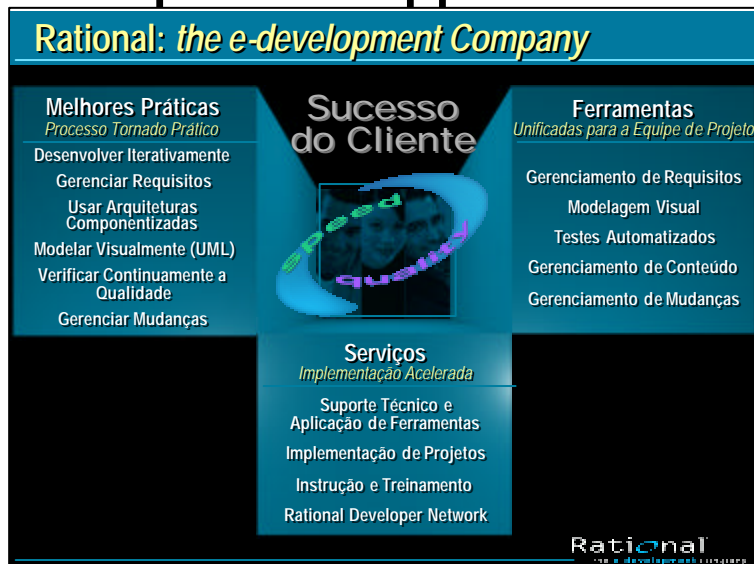 Rational: the e-development Company
Melhores Práticas
Processo Tornado Prático
Desenvolver Iterativamente
Gerenciar Requisitos
Usar Arquiteturas
Componentizadas
Modelar Visualmente (UML)
Verificar Continuamente a
Qualidade
Gerenciar Mudanças
Sucesso
do Cliente
speed
quality
Ferramentas
Unificadas para a Equipe de Projeto
Gerenciamento de Requisitos
Modelagem Visual
Testes Automatizados
Gerenciamento de Conteúdo
Gerenciamento de Mudanças
Serviços
Implementação Acelerada
Suporte Técnico e
Aplicação de Ferramentas
Implementação de Projetos
Instrução e Treinamento
Rational Developer Network
Rational
the e-development company